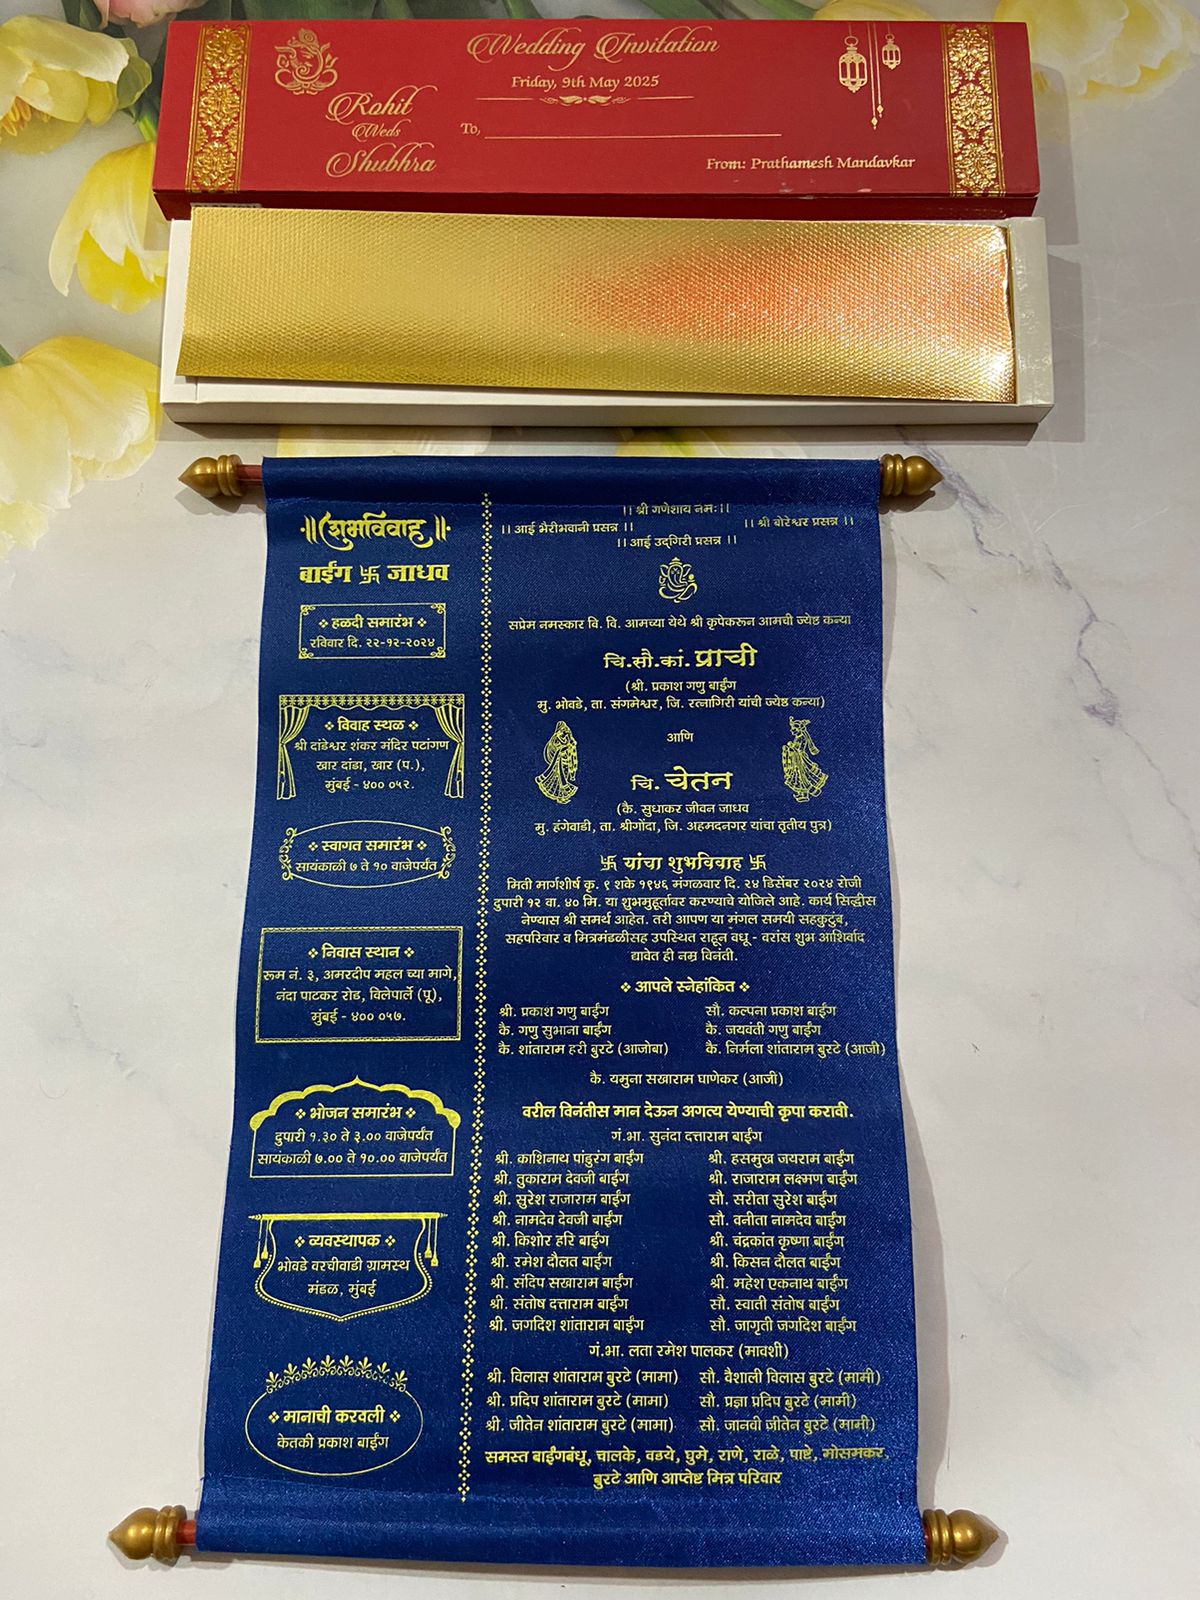 Wedding Invitation
Friday, 9th May 2025
Rohit
Weds
Shubhra
To,
From: Prathamesh Mandavkar
॥शुभविवाह॥
बाईंग 卐 जाधव
❖ हळदी समारंभ ❖
रविवार दि. २२-१२-२०२४
❖ विवाह स्थळ ❖
श्री दांडेश्वर शंकर मंदिर पटांगण
खार दांडा, खार (प.),
मुंबई - ४०० ०५२.
❖ स्वागत समारंभ ❖
सायंकाळी ७ ते १० वाजेपर्यंत
❖ निवास स्थान ❖
रूम नं. ३, अमरदीप महल च्या मागे,
नंदा पाटकर रोड, विलेपार्ले (पू),
मुंबई - ४०० ०५७.
❖ भोजन समारंभ ❖
दुपारी १.३० ते ३.०० वाजेपर्यंत
सायंकाळी ७.०० ते १०.०० वाजेपर्यंत
❖ व्यवस्थापक ❖
भोवडे वरचीवाडी ग्रामस्थ
मंडळ, मुंबई
❖ मानाची करवली ❖
केतकी प्रकाश बाईंग
।। श्री गणेशाय नमः।।
।। आई भैरीभवानी प्रसन्न ।। ।। श्री बोरेश्वर प्रसन्न ।।
।। आई उद्‌गिरी प्रसन्न ।।
सप्रेम नमस्कार वि. वि. आमच्या येथे श्री कृपेकरून आमची ज्येष्ठ कन्या
चि.सौ.कां. प्राची
(श्री. प्रकाश गणु बाईंग
मु. भोवडे, ता. संगमेश्वर, जि. रत्नागिरी यांची ज्येष्ठ कन्या)
आणि
चि. चेतन
(कै. सुधाकर जीवन जाधव
मु. हंगेवाडी, ता. श्रीगोंदा, जि. अहमदनगर यांचा तृतीय पुत्र)
卐 यांचा शुभविवाह 卐
मिती मार्गशीर्ष कृ. ९ शके १९४६ मंगळवार दि. २४ डिसेंबर २०२४ रोजी
दुपारी १२ वा. ४० मि. या शुभमुहूर्तावर करण्याचे योजिले आहे. कार्य सिद्धीस
नेण्यास श्री समर्थ आहेत. तरी आपण या मंगल समयी सहकुटुंब,
सहपरिवार व मित्रमंडळीसह उपस्थित राहून वधू - वरांस शुभ आशिर्वाद
द्यावेत ही नम्र विनंती.
❖ आपले स्नेहांकित ❖
श्री. प्रकाश गणु बाईंग सौ. कल्पना प्रकाश बाईंग
कै. गणु सुभाना बाईंग कै. जयवंती गणु बाईंग
कै. शांताराम हरी बुरटे (आजोबा) कै. निर्मला शांताराम बुरटे (आजी)
कै. यमुना सखाराम घाणेकर (आजी)
वरील विनंतीस मान देऊन अगत्य येण्याची कृपा करावी.
गं.भा. सुनंदा दत्ताराम बाईंग
श्री. काशिनाथ पांडुरंग बाईंग श्री. हसमुख जयराम बाईंग
श्री. तुकाराम देवजी बाईंग श्री. राजाराम लक्ष्मण बाईंग
श्री. सुरेश राजाराम बाईंग सौ. सरीता सुरेश बाईंग
श्री. नामदेव देवजी बाईंग सौ. वनीता नामदेव बाईंग
श्री. किशोर हरि बाईंग श्री. चंद्रकांत कृष्णा बाईंग
श्री. रमेश दौलत बाईंग श्री. किसन दौलत बाईंग
श्री. संदिप सखाराम बाईंग श्री. महेश एकनाथ बाईंग
श्री. संतोष दत्ताराम बाईंग सौ. स्वाती संतोष बाईंग
श्री. जगदिश शांताराम बाईंग सौ. जागृती जगदिश बाईंग
गं.भा. लता रमेश पालकर (मावशी)
श्री. विलास शांताराम बुरटे (मामा) सौ. वैशाली विलास बुरटे (मामी)
श्री. प्रदिप शांताराम बुरटे (मामा) सौ. प्रज्ञा प्रदिप बुरटे (मामी)
श्री. जीतेन शांताराम बुरटे (मामा) सौ. जानवी जीतेन बुरटे (मामी)
समस्त बाईंगबंधू, चाळके, वडये, घुमे, राणे, राळे, पाष्टे, मोसमकर,
बुरटे आणि आप्तेष्ट मित्र परिवार